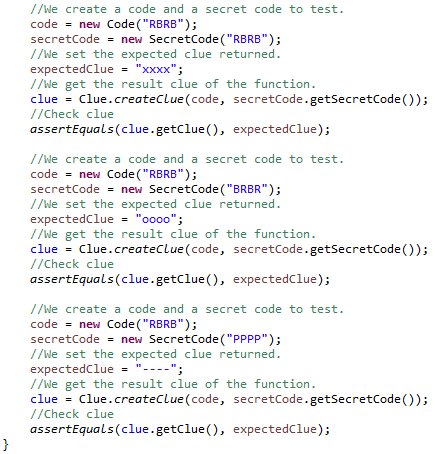 //We create a code and a secret code to test.
code = new Code("RBRB");
secretCode = new SecretCode("RBRB");
//We set the expected clue returned.
expectedClue = "xxxx";
//We get the result clue of the function.
clue = Clue.createClue(code, secretCode.getSecretCode());
//Check clue
assertEquals(clue.getClue(), expectedClue);

//We create a code and a secret code to test.
code = new Code("RBRB");
secretCode = new SecretCode("BRBR");
//We set the expected clue returned.
expectedClue = "oooo";
//We get the result clue of the function.
clue = Clue.createClue(code, secretCode.getSecretCode());
//Check clue
assertEquals(clue.getClue(), expectedClue);

//We create a code and a secret code to test.
code = new Code("RBRB");
secretCode = new SecretCode("PPPP");
//We set the expected clue returned.
expectedClue = "----";
//We get the result clue of the function.
clue = Clue.createClue(code, secretCode.getSecretCode());
//Check clue
assertEquals(clue.getClue(), expectedClue);
}